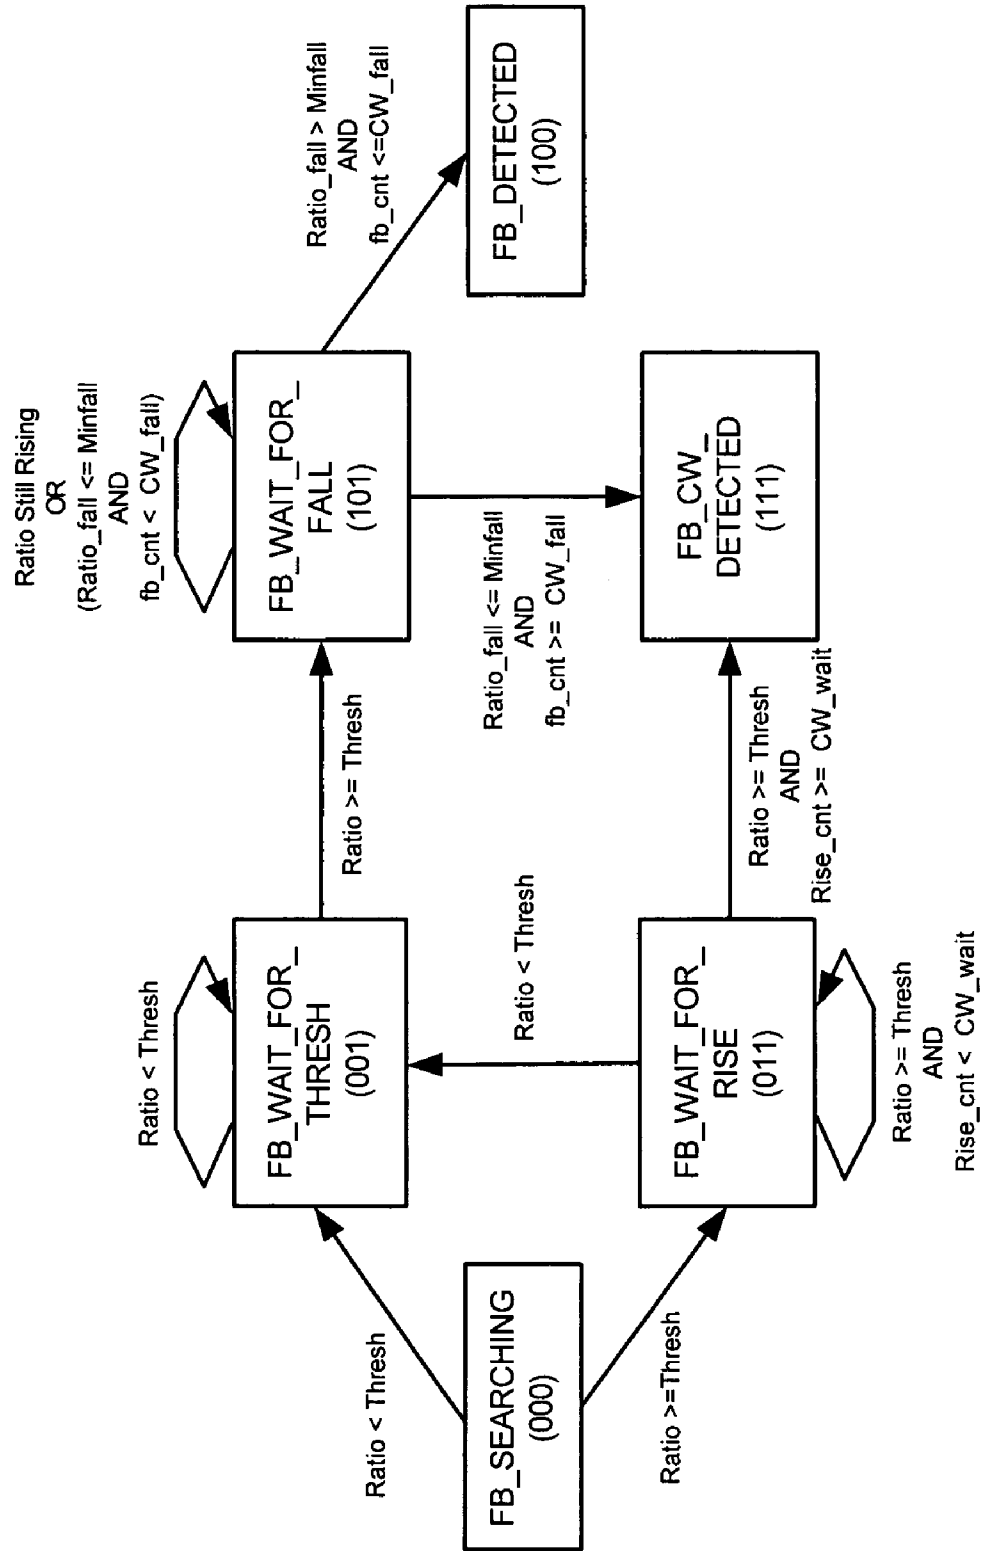 FB_SEARCHING
(000)
Ratio < Thresh
Ratio >=Thresh
Ratio < Thresh
FB_WAIT_FOR_
THRESH
(001)
Ratio < Thresh
FB_WAIT_FOR_
RISE
(011)
Ratio >= Thresh
AND
Rise_cnt < CW_wait
Ratio >= Thresh
Ratio >= Thresh
AND
Rise_cnt >= CW_wait
Ratio Still Rising
OR
(Ratio_fall <= Minfall
AND
fb_cnt < CW_fall)
FB_WAIT_FOR_
FALL
(101)
Ratio_fall <= Minfall
AND
fb_cnt >= CW_fall
FB_CW_
DETECTED
(111)
Ratio_fall > Minfall
AND
fb_cnt <=CW_fall
FB_DETECTED
(100)